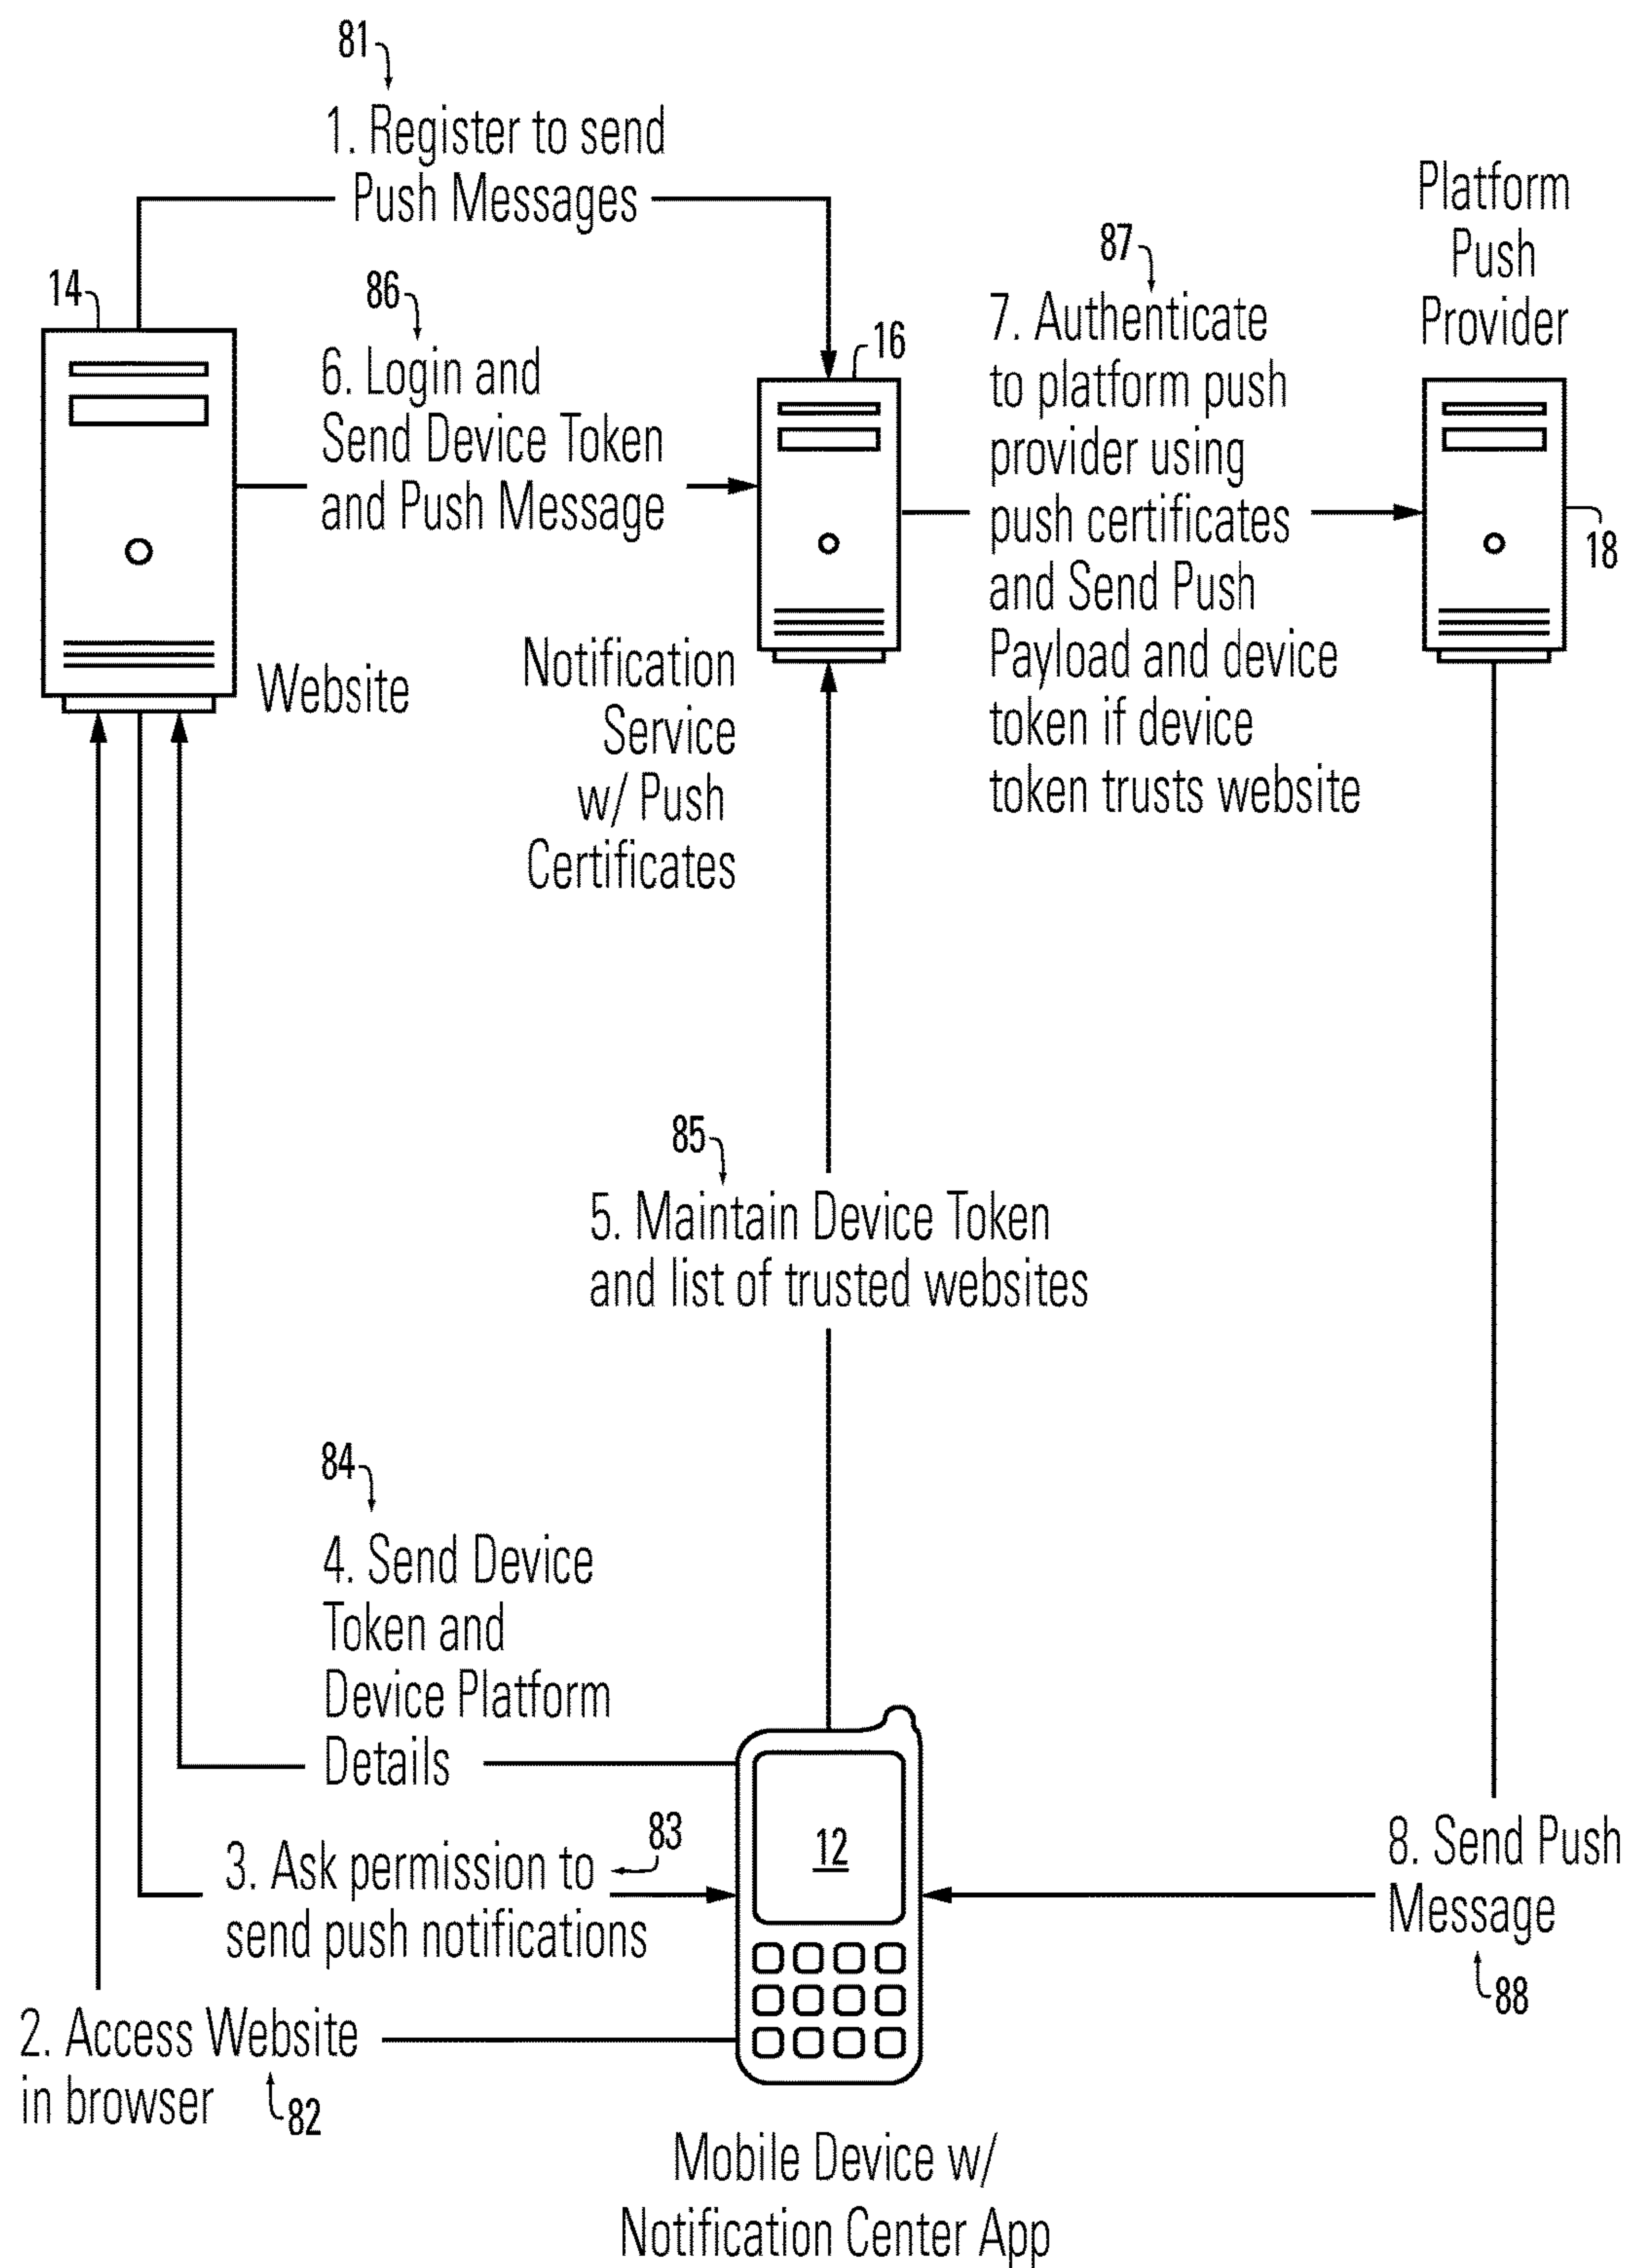 81
1. Register to send
Push Messages
14
86
6. Login and
Send Device Token
and Push Message
Website
16
Notification
Service
w/ Push
Certificates
87
7. Authenticate
to platform push
provider using
push certificates
and Send Push
Payload and device
token if device
token trusts website
Platform
Push
Provider
18
85
5. Maintain Device Token
and list of trusted websites
84
4. Send Device
Token and
Device Platform
Details
83
3. Ask permission to
send push notifications
2. Access Website
in browser
82
12
8. Send Push
Message
88
Mobile Device w/
Notification Center App